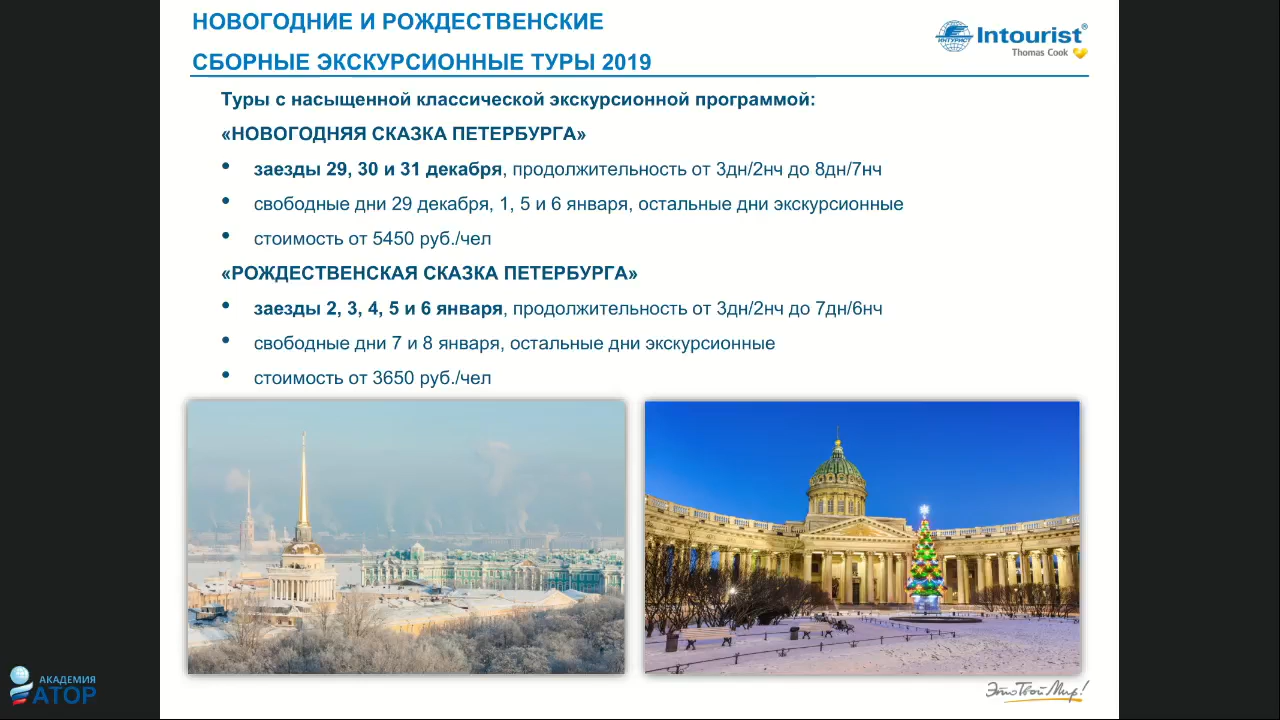 НОВОГОДНИЕ И РОЖДЕСТВЕНСКИЕ
СБОРНЫЕ ЭКСКУРСИОННЫЕ ТУРЫ 2019
ИНТУРИСТ
Intourist®
Thomas Cook
Туры с насыщенной классической экскурсионной программой:
«НОВОГОДНЯЯ СКАЗКА ПЕТЕРБУРГА»
• заезды 29, 30 и 31 декабря, продолжительность от 3дн/2нч до 8дн/7нч
• свободные дни 29 декабря, 1, 5 и 6 января, остальные дни экскурсионные
• стоимость от 5450 руб./чел
«РОЖДЕСТВЕНСКАЯ СКАЗКА ПЕТЕРБУРГА»
• заезды 2, 3, 4, 5 и 6 января, продолжительность от 3дн/2нч до 7дн/6нч
• свободные дни 7 и 8 января, остальные дни экскурсионные
• стоимость от 3650 руб./чел
АКАДЕМИЯ
АТОР
Это Твой Мир!